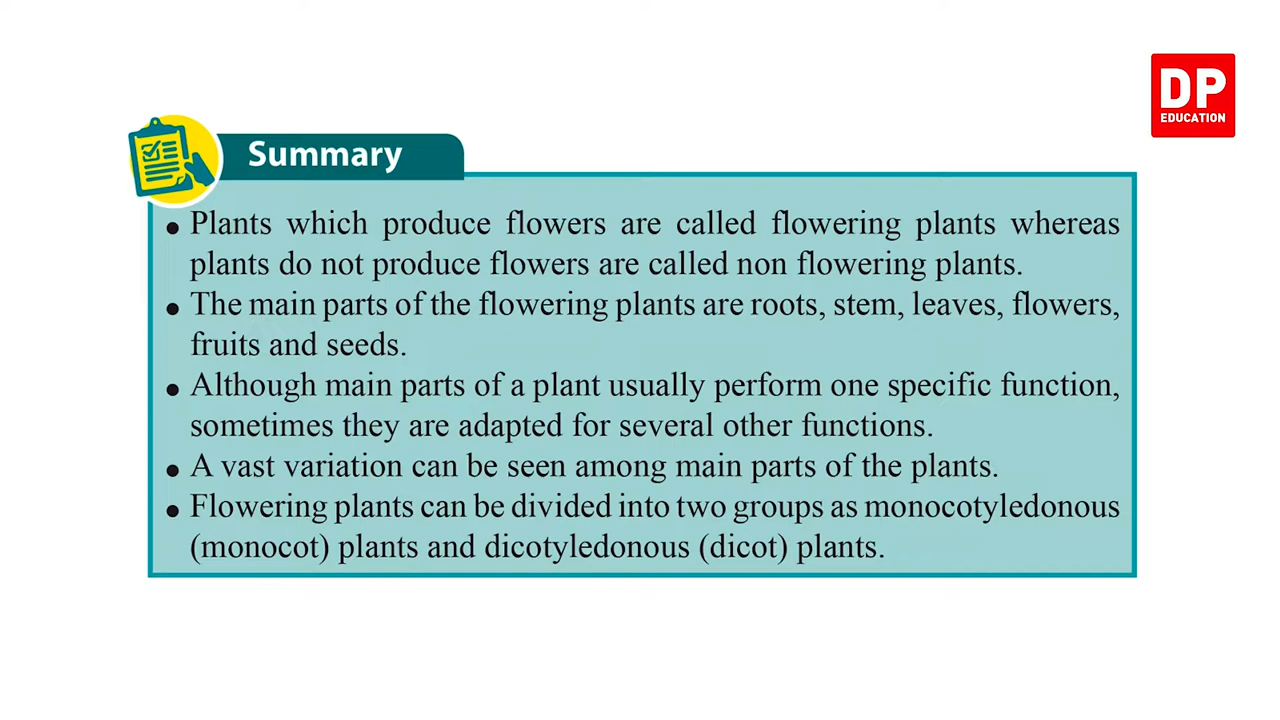 DP
EDUCATION
Summary
• Plants which produce flowers are called flowering plants whereas
plants do not produce flowers are called non flowering plants.
• The main parts of the flowering plants are roots, stem, leaves, flowers,
fruits and seeds.
• Although main parts of a plant usually perform one specific function,
sometimes they are adapted for several other functions.
• A vast variation can be seen among main parts of the plants.
• Flowering plants can be divided into two groups as monocotyledonous
(monocot) plants and dicotyledonous (dicot) plants.